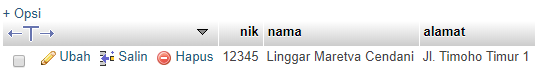 + Opsi
nik nama alamat
Ubah Salin Hapus 12345 Linggar Maretva Cendani Jl. Timoho Timur 1